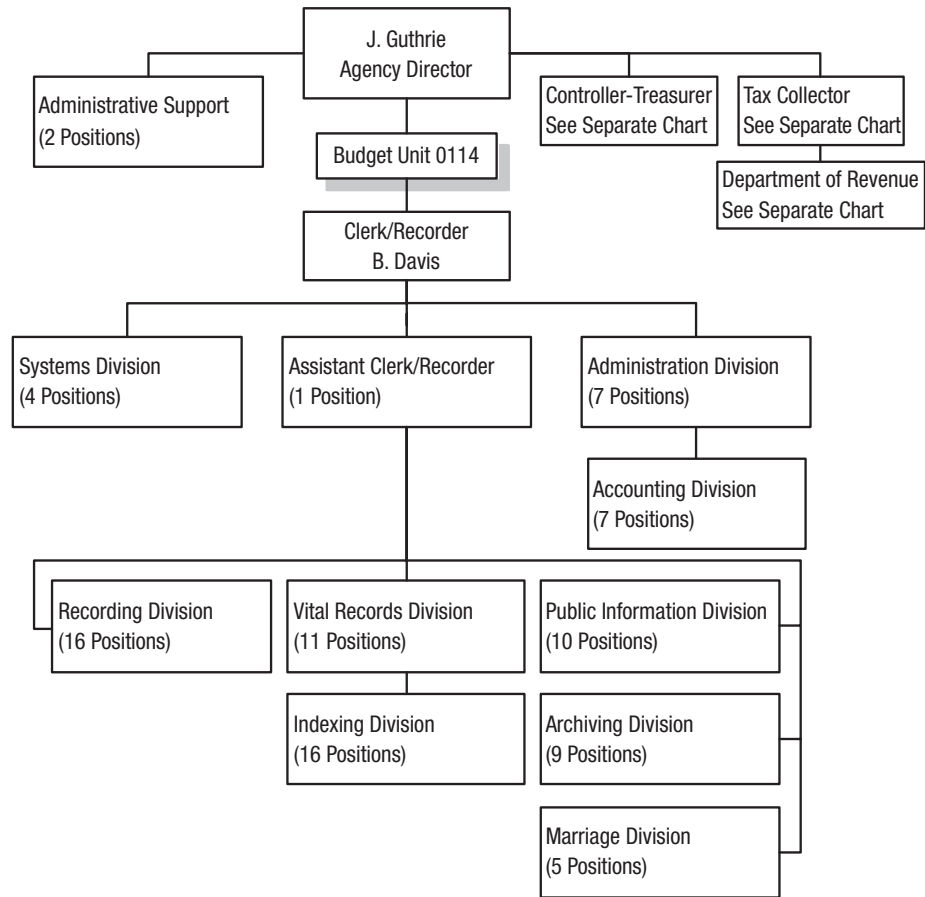 J. Guthrie
Agency Director
Administrative Support
(2 Positions)
Controller-Treasurer
See Separate Chart
Tax Collector
See Separate Chart
Budget Unit 0114
Department of Revenue
See Separate Chart
Clerk/Recorder
B. Davis
Systems Division
(4 Positions)
Assistant Clerk/Recorder
(1 Position)
Administration Division
(7 Positions)
Accounting Division
(7 Positions)
Recording Division
(16 Positions)
Vital Records Division
(11 Positions)
Public Information Division
(10 Positions)
Indexing Division
(16 Positions)
Archiving Division
(9 Positions)
Marriage Division
(5 Positions)